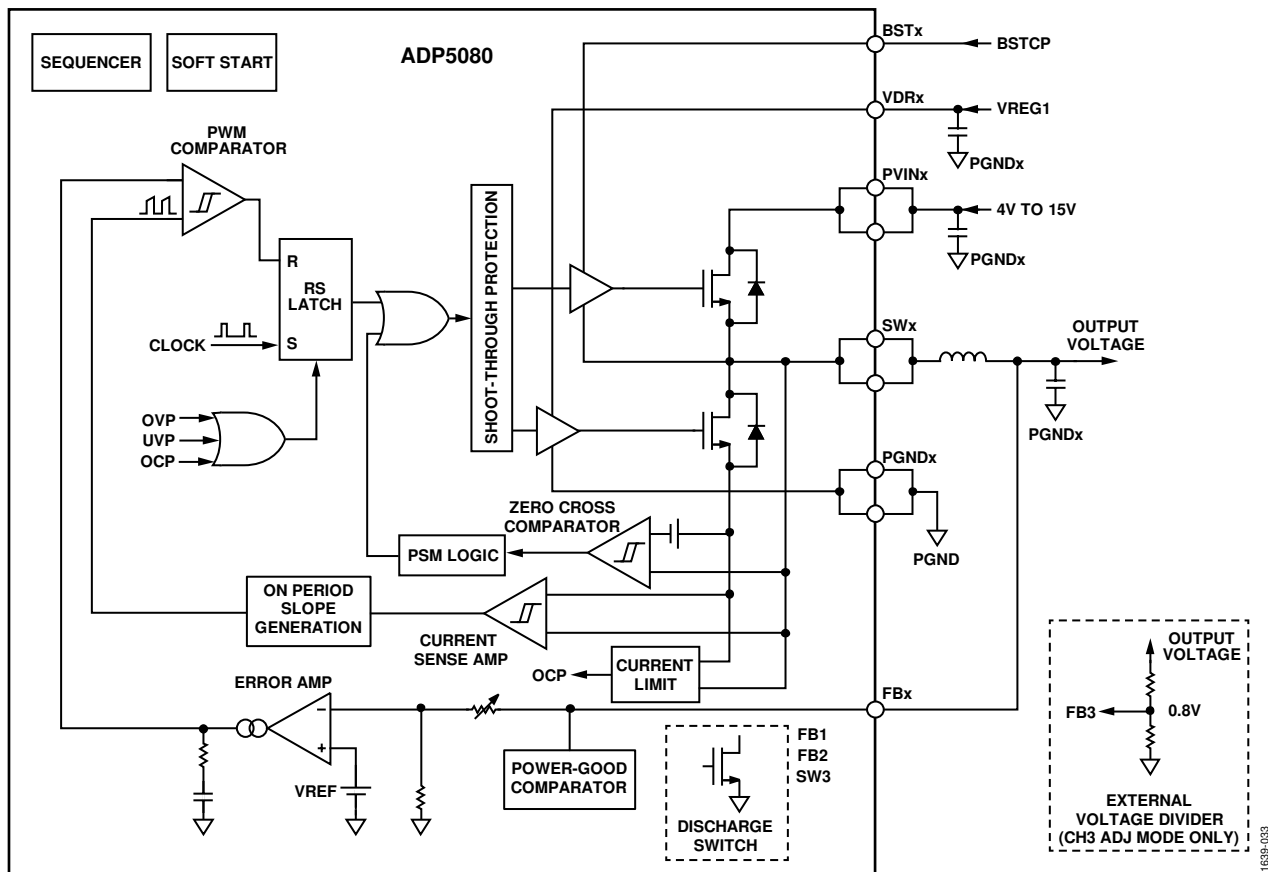 SEQUENCER
SOFT START
ADP5080
BSTx
BSTCP
VDRx
VREG1
PGNDx
PWM
COMPARATOR
PVINx
4V TO 15V
PGNDx
SHOOT-THROUGH PROTECTION
R
RS
LATCH
S
CLOCK
SWx
OUTPUT
VOLTAGE
PGNDx
OVP
UVP
OCP
PGNDx
PGND
ZERO CROSS
COMPARATOR
PSM LOGIC
ON PERIOD
SLOPE
GENERATION
CURRENT
SENSE AMP
OCP
CURRENT
LIMIT
ERROR AMP
−
+
VREF
POWER-GOOD
COMPARATOR
FBx
FB1
FB2
SW3
DISCHARGE
SWITCH
OUTPUT
VOLTAGE
FB3
0.8V
EXTERNAL
VOLTAGE DIVIDER
(CH3 ADJ MODE ONLY)
1639-033